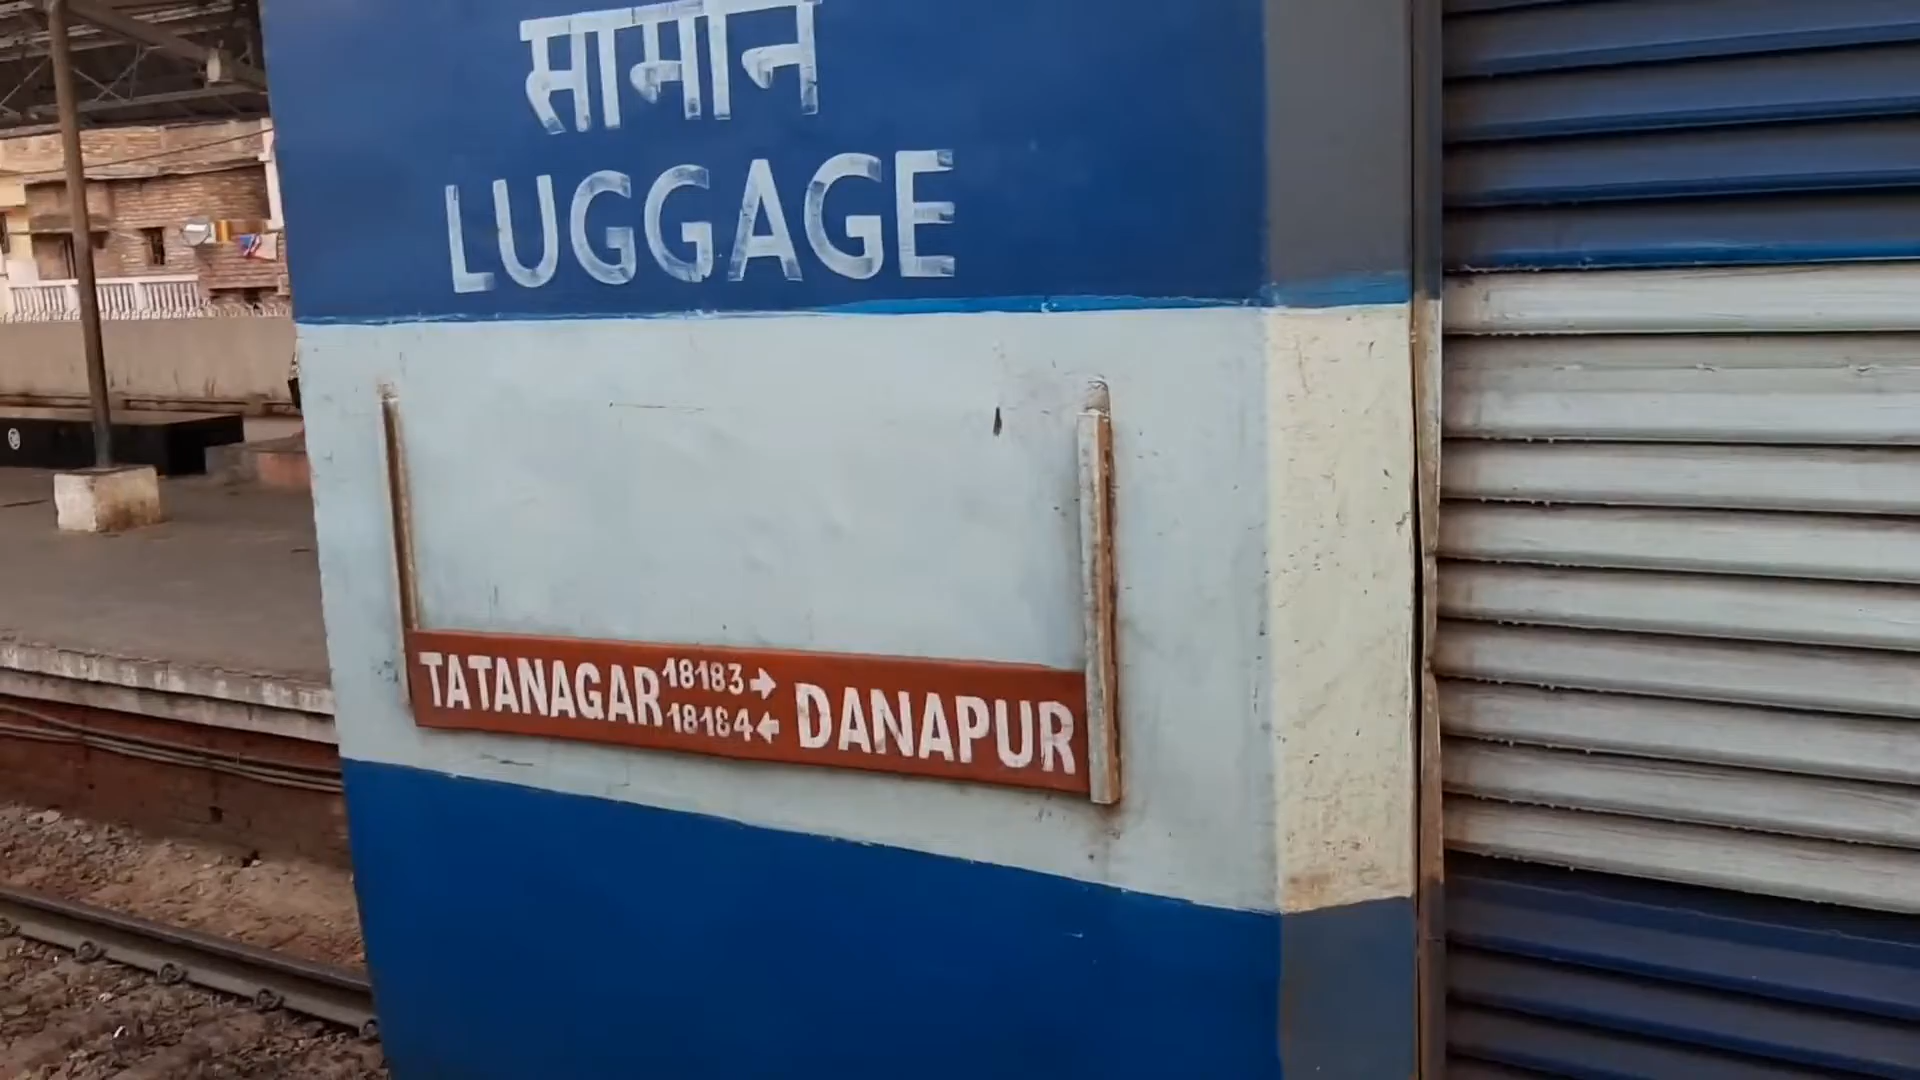 सामान
LUGGAGE
TATANAGAR 18183→ DANAPUR
18184←